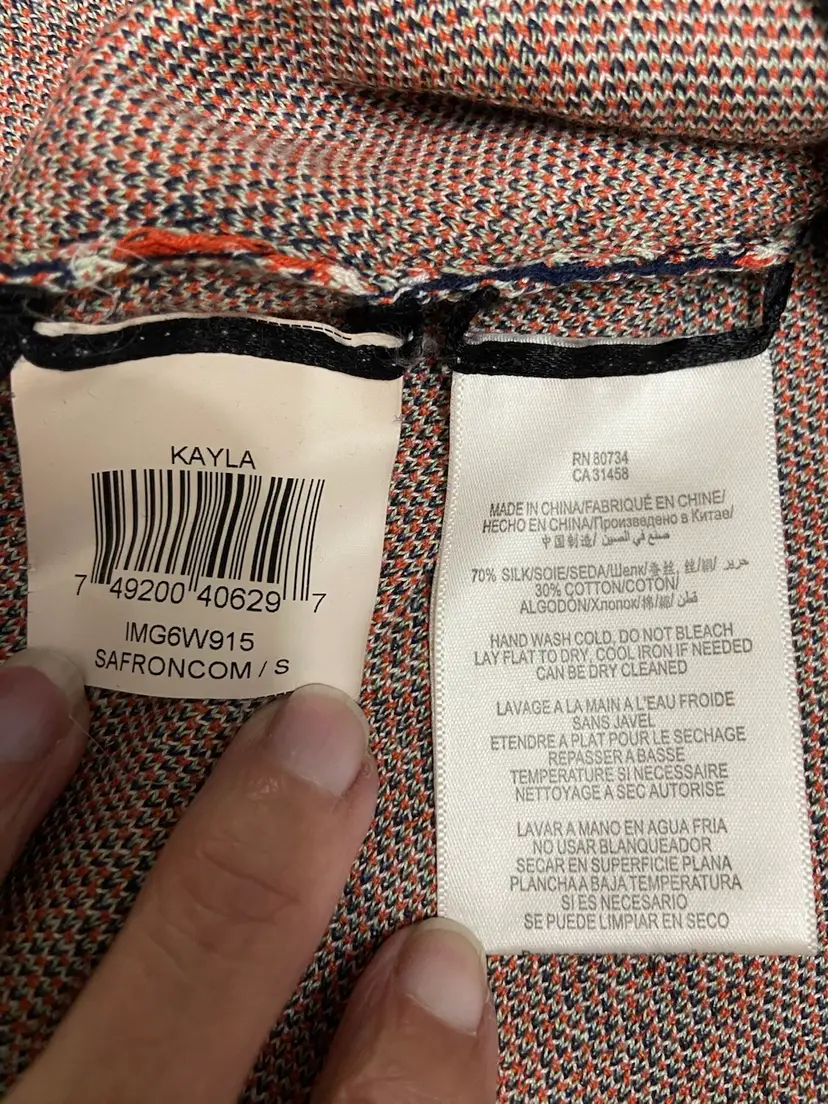 KAYLA
7 49200 40629 7
IMG6W915
SAFRONCOM / S
RN 80734
CA 31458
MADE IN CHINA/FABRIQUÉ EN CHINE/
HECHO EN CHINA/Произведено в Китае/
中国制造/ صنع في الصين
70% SILK/SOIE/SEDA/Шелк/蚕丝, 丝/絹/ حرير
30% COTTON/COTON/
ALGODÓN/Хлопок/棉/綿/ قطن
HAND WASH COLD, DO NOT BLEACH
LAY FLAT TO DRY, COOL IRON IF NEEDED
CAN BE DRY CLEANED
LAVAGE A LA MAIN A L'EAU FROIDE
SANS JAVEL
ETENDRE A PLAT POUR LE SECHAGE
REPASSER A BASSE
TEMPERATURE SI NECESSAIRE
NETTOYAGE A SEC AUTORISE
LAVAR A MANO EN AGUA FRIA
NO USAR BLANQUEADOR
SECAR EN SUPERFICIE PLANA
PLANCHA A BAJA TEMPERATURA
SI ES NECESARIO
SE PUEDE LIMPIAR EN SECO